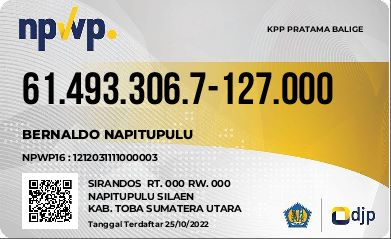 npwp.
KPP PRATAMA BALIGE
61.493.306.7-127.000
BERNALDO NAPITUPULU
NPWP16 : 1212031111000003
SIRANDOS RT. 000 RW. 000
NAPITUPULU SILAEN
KAB. TOBA SUMATERA UTARA
Tanggal Terdaftar 25/10/2022
djp